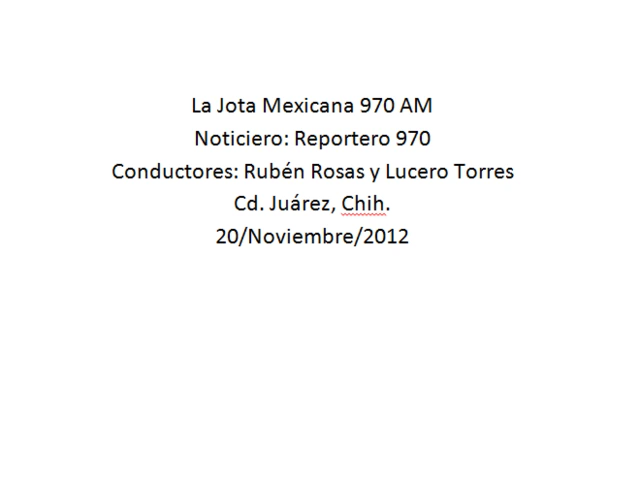 La Jota Mexicana 970 AM
Noticiero: Reportero 970
Conductores: Rubén Rosas y Lucero Torres
Cd. Juárez, Chih.
20/Noviembre/2012